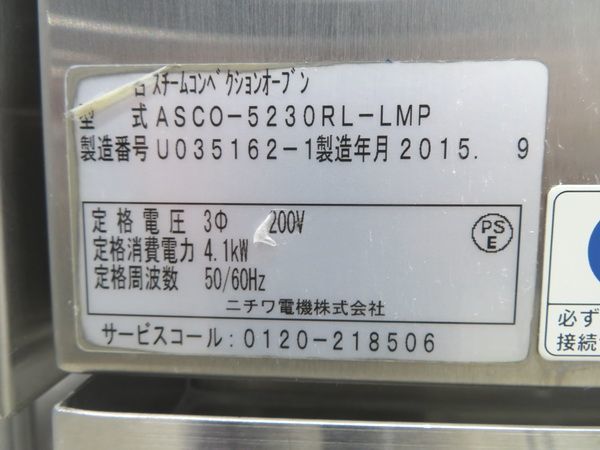 名 スチームコンベクションオーブン
型 式 ASCO-5230RL-LMP
製造番号 U035162-1 製造年月 2015. 9
定格電圧 3Φ 200V
定格消費電力 4.1kW
定格周波数 50/60Hz
PS
E
ニチワ電機株式会社
サービスコール:0120-218506
必ず
接続